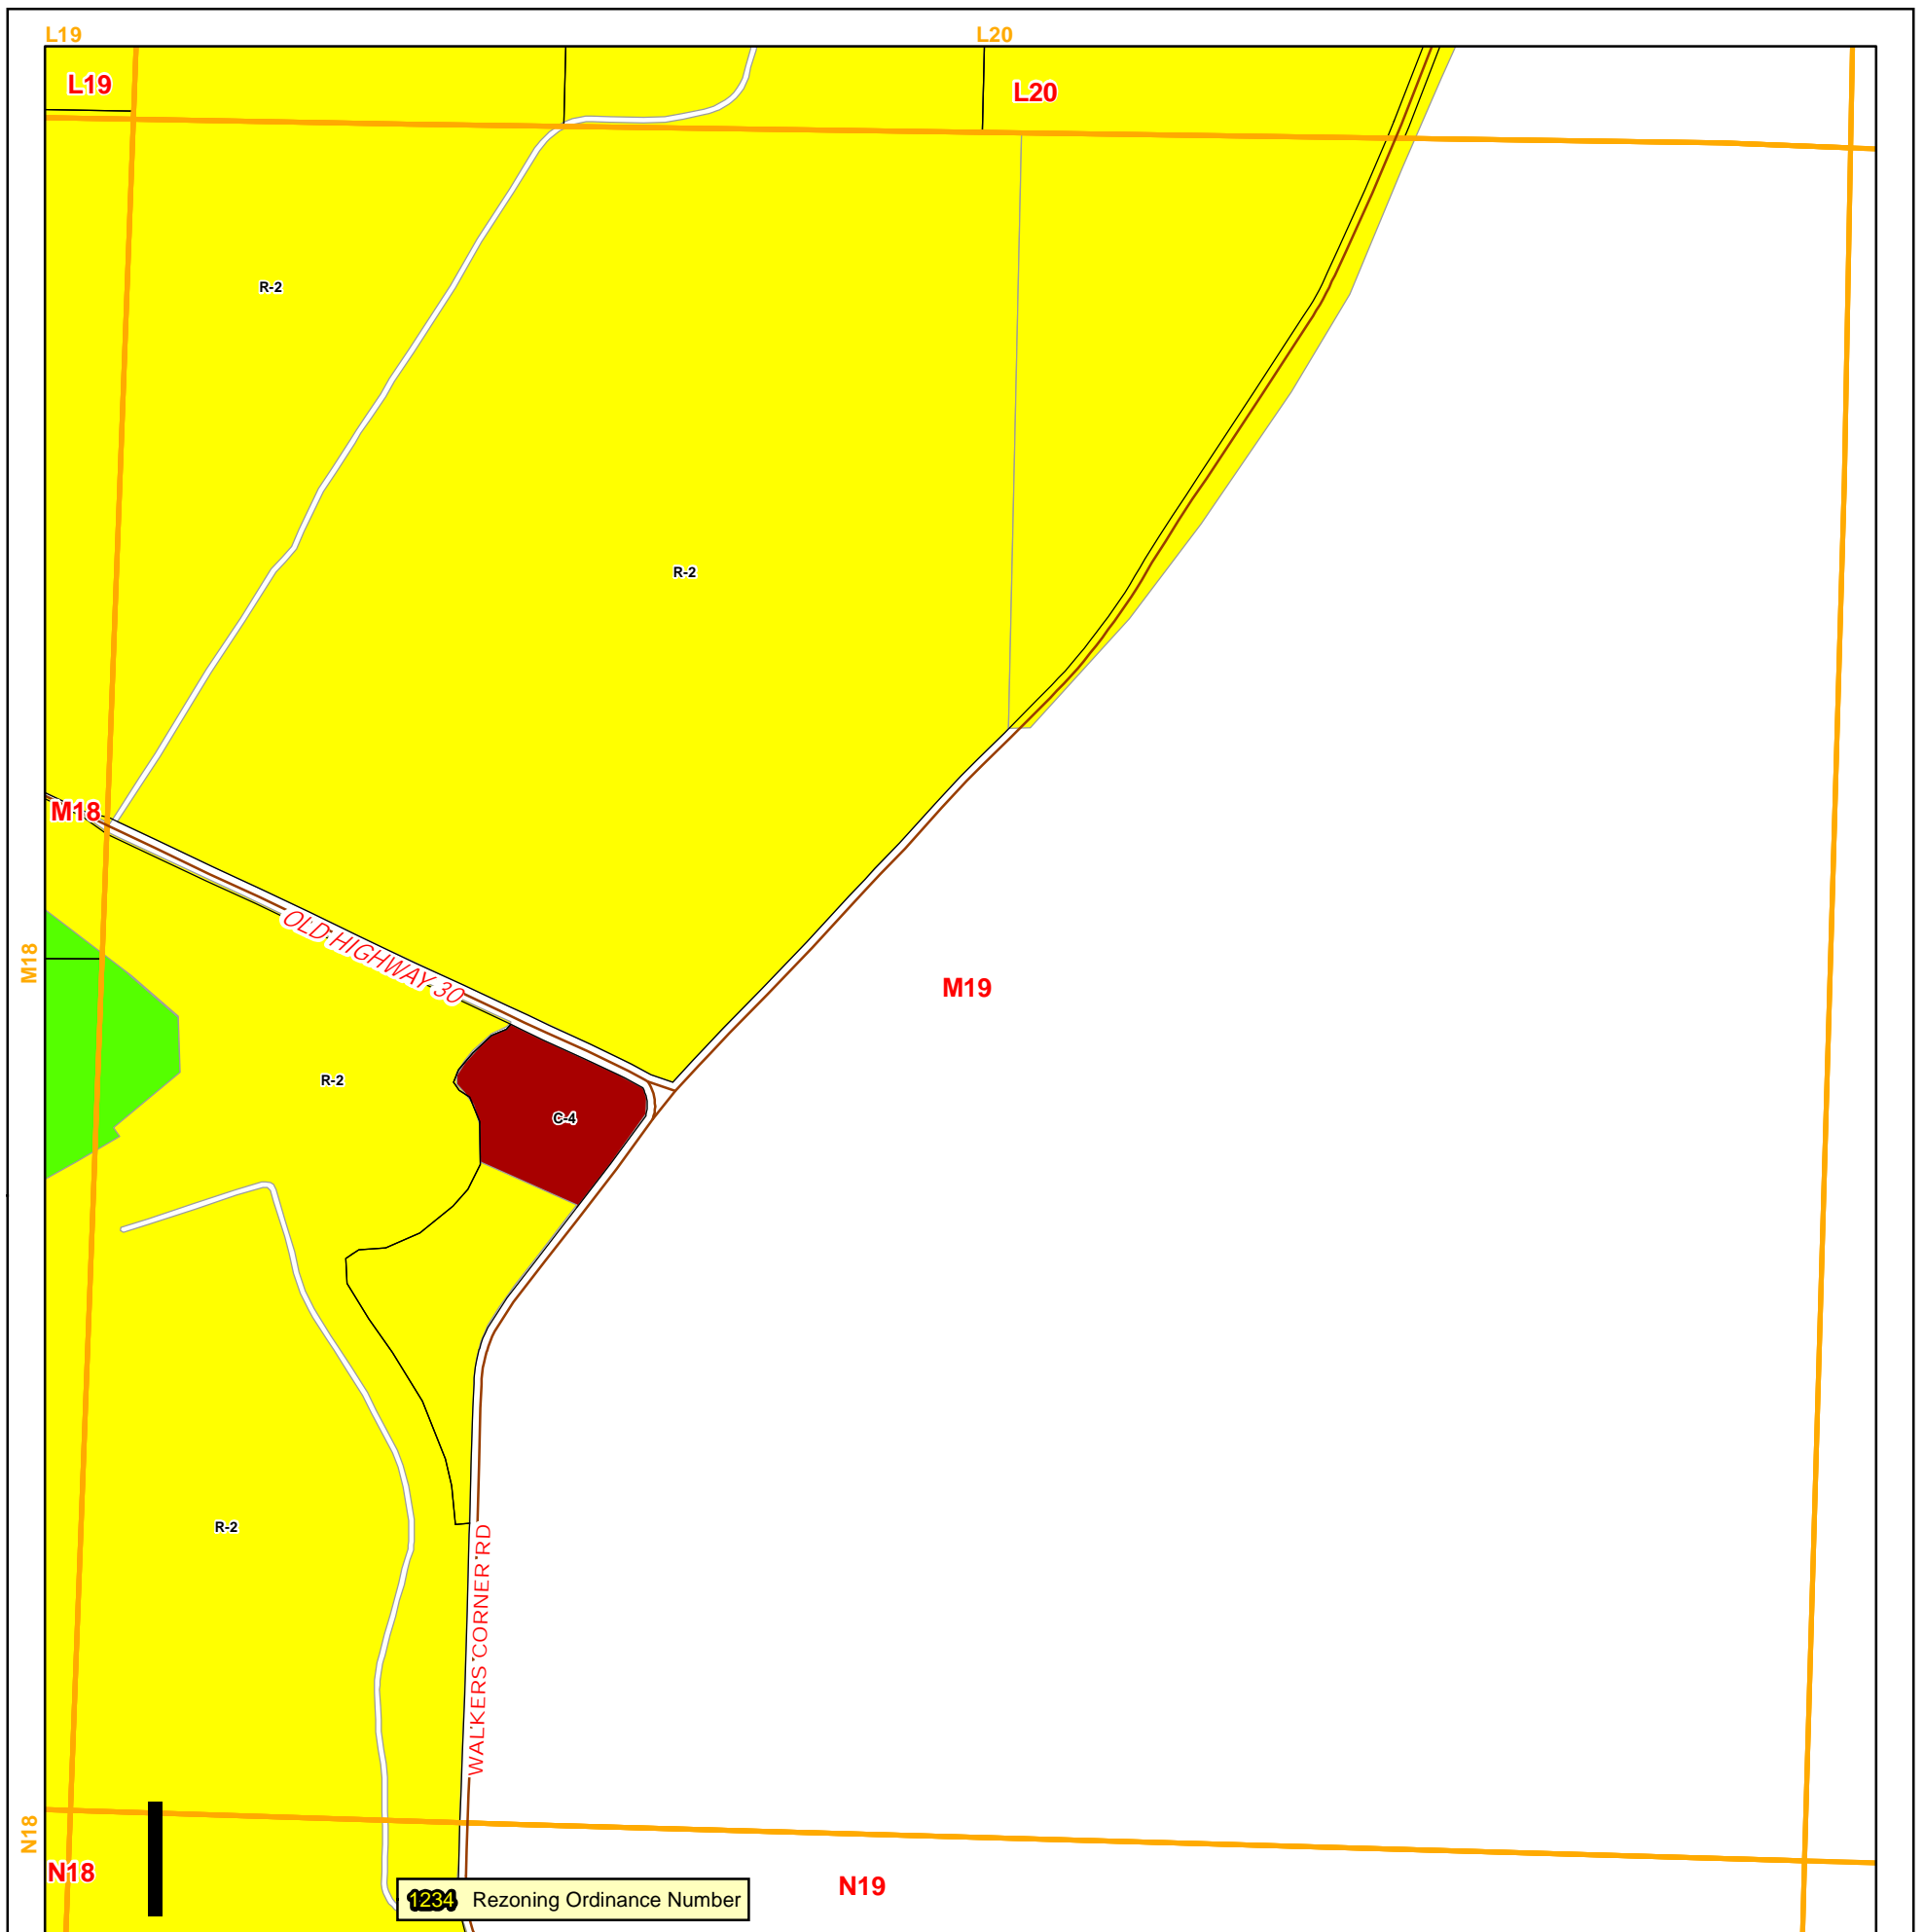 L19 L20
L19
L20
R-2
R-2
M18
OLD HIGHWAY 30
M18
M19
R-2
C-4
R-2
WALKERS CORNER RD
N18
N18
N19
1234 Rezoning Ordinance Number